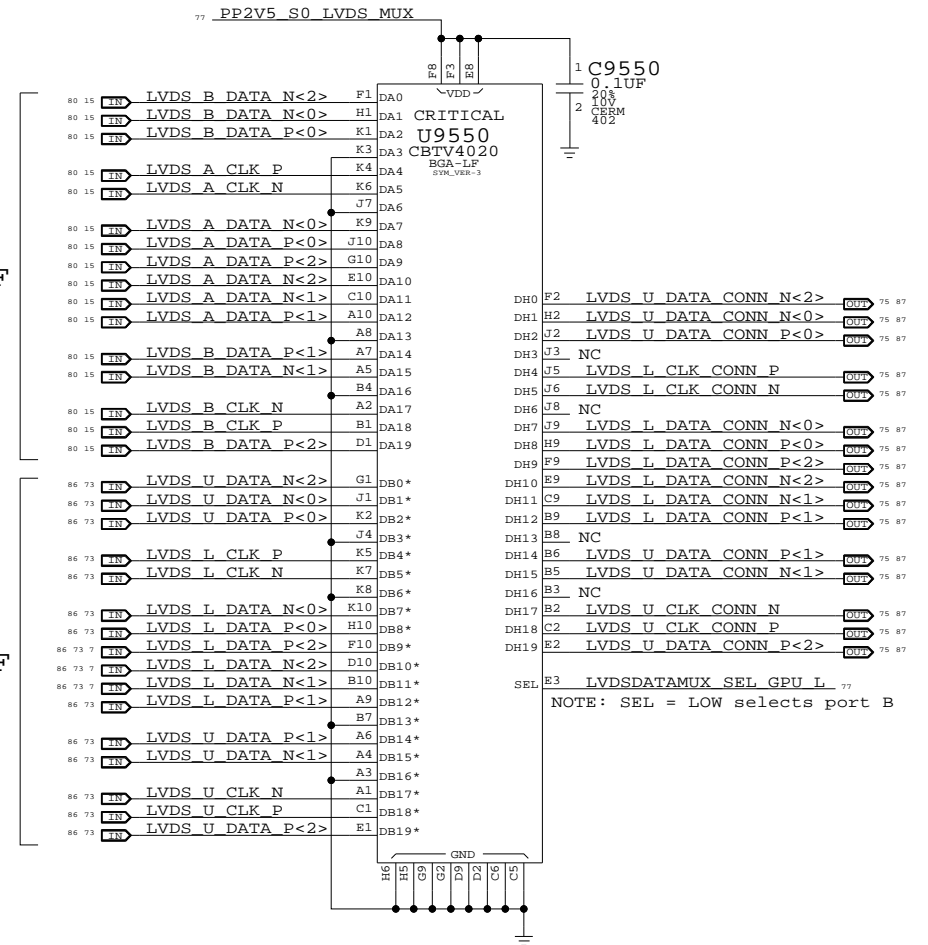 77 PP2V5_S0_LVDS_MUX
F8 F3 E8
VDD
1 C9550
0.1UF
20%
10V
2 CERM
402
CRITICAL
U9550
CBTV4020
BGA-LF
SYM_VER-3
80 15 IN LVDS_B_DATA_N<2> F1 DA0
80 15 IN LVDS_B_DATA_N<0> H1 DA1
80 15 IN LVDS_B_DATA_P<0> K1 DA2
K3 DA3
80 15 IN LVDS_A_CLK_P K4 DA4
80 15 IN LVDS_A_CLK_N K6 DA5
J7 DA6
80 15 IN LVDS_A_DATA_N<0> K9 DA7
80 15 IN LVDS_A_DATA_P<0> J10 DA8
80 15 IN LVDS_A_DATA_P<2> G10 DA9
80 15 IN LVDS_A_DATA_N<2> E10 DA10
80 15 IN LVDS_A_DATA_N<1> C10 DA11
80 15 IN LVDS_A_DATA_P<1> A10 DA12
A8 DA13
80 15 IN LVDS_B_DATA_P<1> A7 DA14
80 15 IN LVDS_B_DATA_N<1> A5 DA15
B4 DA16
80 15 IN LVDS_B_CLK_N A2 DA17
80 15 IN LVDS_B_CLK_P B1 DA18
80 15 IN LVDS_B_DATA_P<2> D1 DA19
86 73 IN LVDS_U_DATA_N<2> G1 DB0*
86 73 IN LVDS_U_DATA_N<0> J1 DB1*
86 73 IN LVDS_U_DATA_P<0> K2 DB2*
J4 DB3*
86 73 IN LVDS_L_CLK_P K5 DB4*
86 73 IN LVDS_L_CLK_N K7 DB5*
K8 DB6*
86 73 IN LVDS_L_DATA_N<0> K10 DB7*
86 73 IN LVDS_L_DATA_P<0> H10 DB8*
86 73 7 IN LVDS_L_DATA_P<2> F10 DB9*
86 73 7 IN LVDS_L_DATA_N<2> D10 DB10*
86 73 7 IN LVDS_L_DATA_N<1> B10 DB11*
86 73 IN LVDS_L_DATA_P<1> A9 DB12*
B7 DB13*
86 73 IN LVDS_U_DATA_P<1> A6 DB14*
86 73 IN LVDS_U_DATA_N<1> A4 DB15*
A3 DB16*
86 73 IN LVDS_U_CLK_N A1 DB17*
86 73 IN LVDS_U_CLK_P C1 DB18*
86 73 IN LVDS_U_DATA_P<2> E1 DB19*
DH0 F2 LVDS_U_DATA_CONN_N<2> OUT 75 87
DH1 H2 LVDS_U_DATA_CONN_N<0> OUT 75 87
DH2 J2 LVDS_U_DATA_CONN_P<0> OUT 75 87
DH3 J3 NC
DH4 J5 LVDS_L_CLK_CONN_P OUT 75 87
DH5 J6 LVDS_L_CLK_CONN_N OUT 75 87
DH6 J8 NC
DH7 J9 LVDS_L_DATA_CONN_N<0> OUT 75 87
DH8 H9 LVDS_L_DATA_CONN_P<0> OUT 75 87
DH9 F9 LVDS_L_DATA_CONN_P<2> OUT 75 87
DH10 E9 LVDS_L_DATA_CONN_N<2> OUT 75 87
DH11 C9 LVDS_L_DATA_CONN_N<1> OUT 75 87
DH12 B9 LVDS_L_DATA_CONN_P<1> OUT 75 87
DH13 B8 NC
DH14 B6 LVDS_U_DATA_CONN_P<1> OUT 75 87
DH15 B5 LVDS_U_DATA_CONN_N<1> OUT 75 87
DH16 B3 NC
DH17 B2 LVDS_U_CLK_CONN_N OUT 75 87
DH18 C2 LVDS_U_CLK_CONN_P OUT 75 87
DH19 E2 LVDS_U_DATA_CONN_P<2> OUT 75 87
SEL E3 LVDSDATAMUX_SEL_GPU_L 77
NOTE: SEL = LOW selects port B
GND
H6 H5 G9 G2 D9 D2 C6 C5